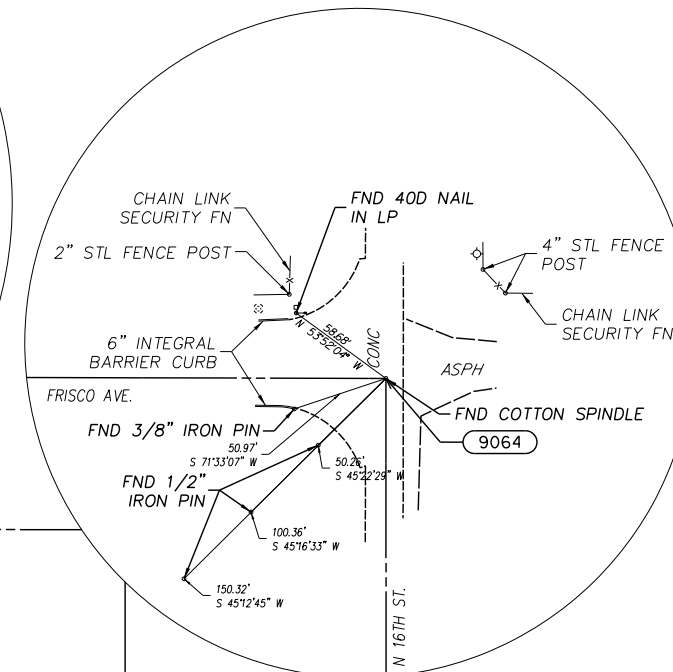 CHAIN LINK
SECURITY FN
FND 40D NAIL
IN LP
2" STL FENCE POST
4" STL FENCE
POST
CHAIN LINK
SECURITY FN
58.68'
N 53°52'04" W
CONC
6" INTEGRAL
BARRIER CURB
ASPH
FRISCO AVE.
FND COTTON SPINDLE
FND 3/8" IRON PIN
9064
50.97'
S 71°33'07" W
50.26'
S 45°22'29" W
FND 1/2"
IRON PIN
100.36'
S 45°16'33" W
150.32'
S 45°12'45" W
N 16TH ST.